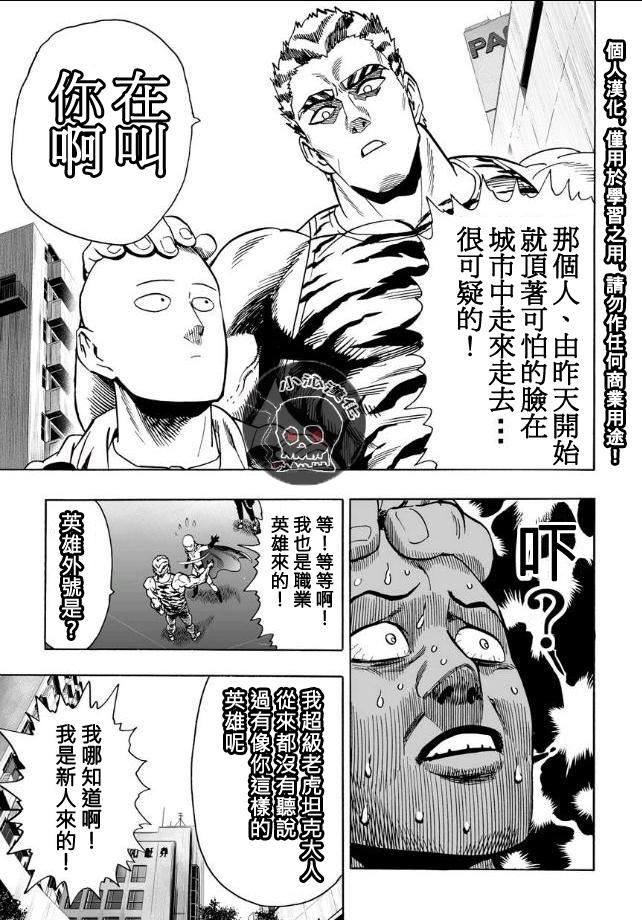 個人漢化，僅用於學習之用，請勿作任何商業用途！
PA
在叫
你啊
那個人、由昨天開始
就頂著可怕的臉在
城市中走來走去…
很可疑的！
小沁漢化
吓？
等！等等啊！
我也是職業
英雄來的！
英雄外號是？
我超級老虎坦克大人
從來都沒有聽說
過有像你這樣的
英雄呢
我哪知道啊！
我是新人來的！